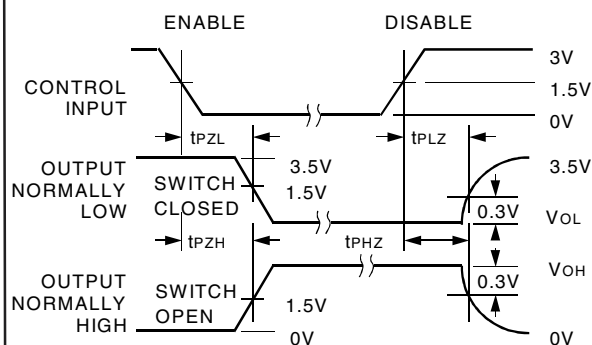 ENABLE DISABLE
CONTROL
INPUT
3V
1.5V
0V
tPZL tPLZ
OUTPUT
NORMALLY
LOW
SWITCH
CLOSED
3.5V
1.5V
3.5V
0.3V
VOL
tPZH tPHZ
OUTPUT
NORMALLY
HIGH
SWITCH
OPEN
1.5V
0V
VOH
0.3V
0V